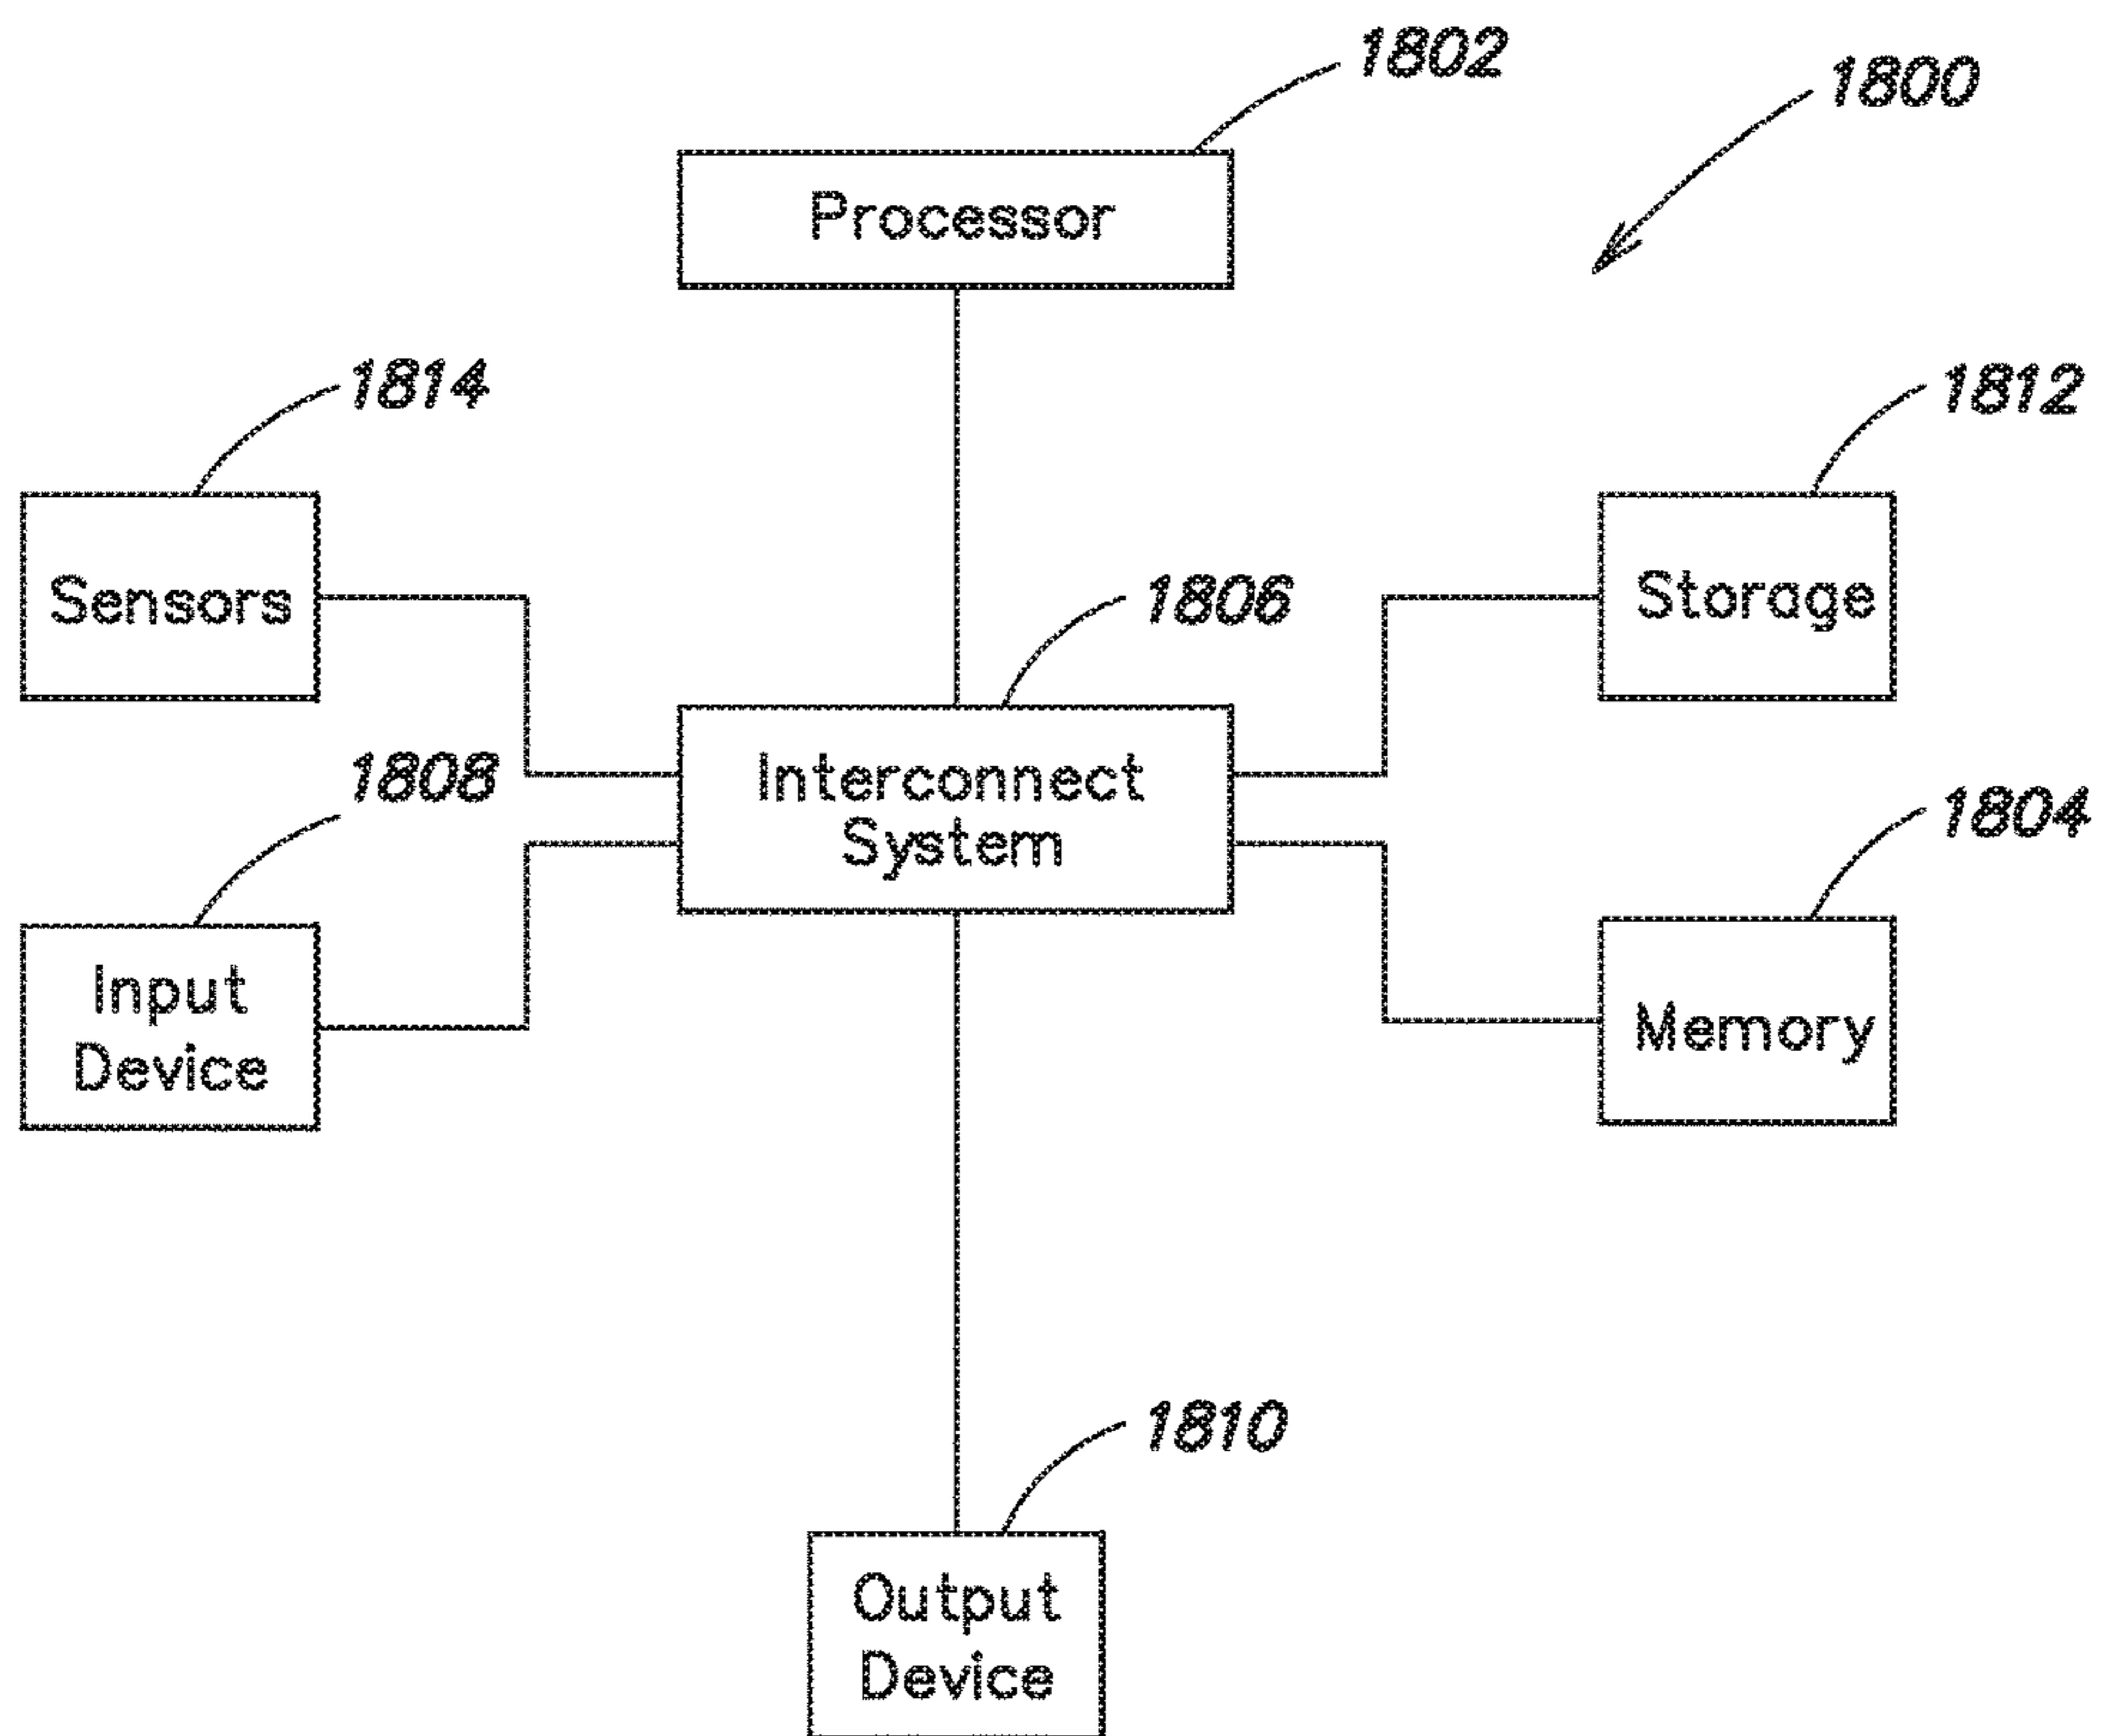 1802
1800
Processor
1814
1812
Sensors
1806
Storage
1808
Interconnect
System
1804
Input
Device
Memory
1810
Output
Device